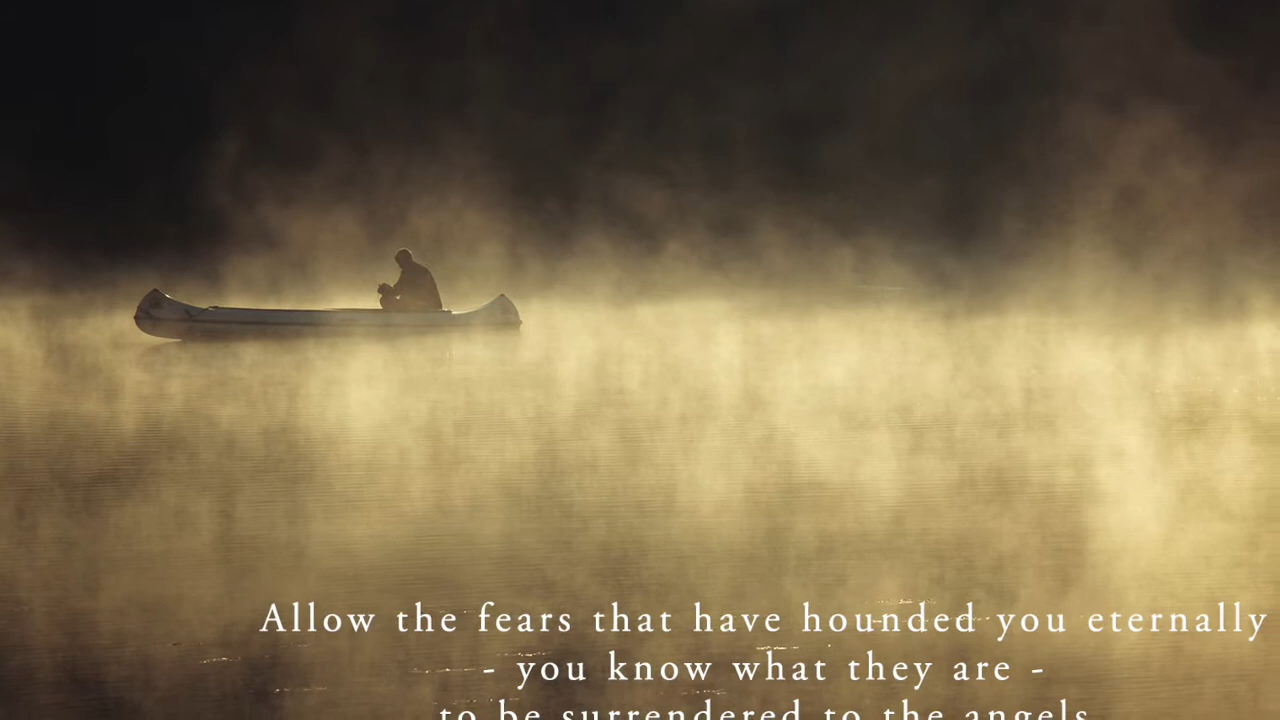 Allow the fears that have hounded you eternally
- you know what they are -
to be surrendered to the angels